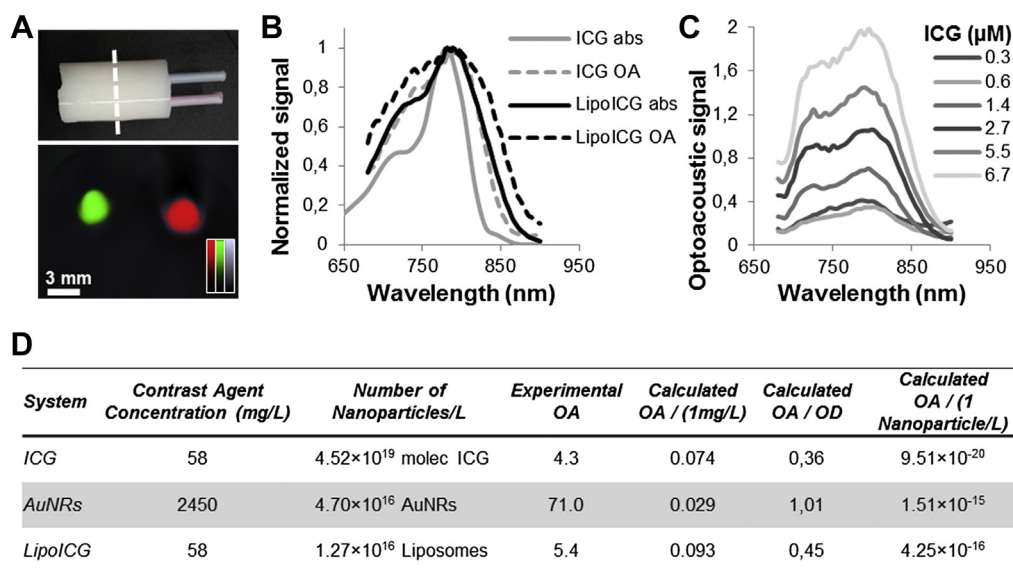 A
3 mm
B
Normalized signal
1
0,8
0,6
0,4
0,2
0
650 750 850 950
Wavelength (nm)
ICG abs
ICG OA
LipoICG abs
LipoICG OA
C
Optoacoustic signal
2
1.6
1.2
0.8
0.4
0
650 750 850 950
Wavelength (nm)
ICG (µM)
0.3
0.6
1.4
2.7
5.5
6.7
D
System Contrast Agent Concentration (mg/L) Number of Nanoparticles/L Experimental OA Calculated OA / (1mg/L) Calculated OA / OD Calculated OA / (1 Nanoparticle/L)
ICG 58 4.52×10¹⁹ molec ICG 4.3 0.074 0,36 9.51×10⁻²⁰
AuNRs 2450 4.70×10¹⁶ AuNRs 71.0 0.029 1,01 1.51×10⁻¹⁵
LipoICG 58 1.27×10¹⁶ Liposomes 5.4 0.093 0,45 4.25×10⁻¹⁶